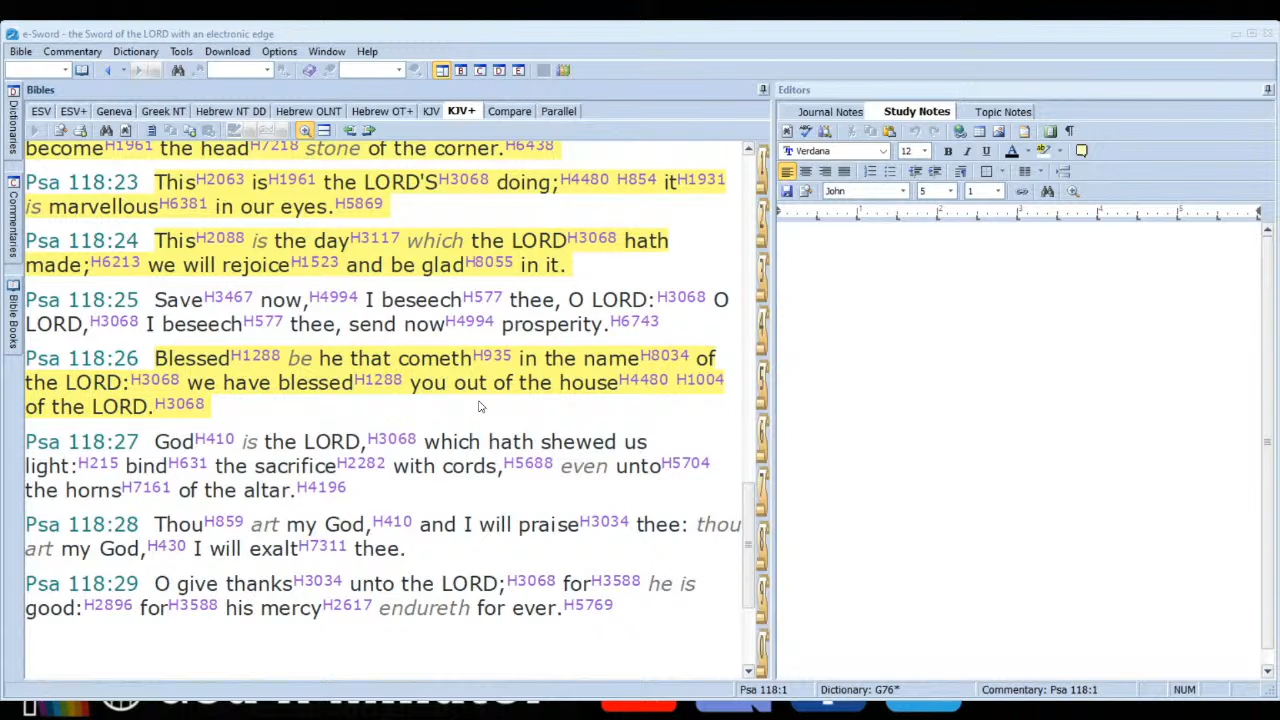 e-Sword - the Sword of the LORD with an electronic edge
Bible Commentary Dictionary Tools Download Options Window Help
B C D E
Bibles
Editors
ESV ESV+ Geneva Greek NT Hebrew NT DD Hebrew OLNT Hebrew OT+ KJV KJV+ Compare Parallel
Journal Notes Study Notes Topic Notes
Dictionaries
Commentaries
Bible Books
Verdana 12 B I U A
John 5 1
1 2 3 4 5
becomeH1961 the headH7218 stone of the corner.H6438
Psa 118:23 ThisH2063 isH1961 the LORD'SH3068 doing;H4480 H854 itH1931
is marvellousH6381 in our eyes.H5869
Psa 118:24 ThisH2088 is the dayH3117 which the LORDH3068 hath
made;H6213 we will rejoiceH1523 and be gladH8055 in it.
Psa 118:25 SaveH3467 now,H4994 I beseechH577 thee, O LORD:H3068 O
LORD,H3068 I beseechH577 thee, send nowH4994 prosperity.H6743
Psa 118:26 BlessedH1288 be he that comethH935 in the nameH8034 of
the LORD:H3068 we have blessedH1288 you out of the houseH4480 H1004
of the LORD.H3068
Psa 118:27 GodH410 is the LORD,H3068 which hath shewed us
light:H215 bindH631 the sacrificeH2282 with cords,H5688 even untoH5704
the hornsH7161 of the altar.H4196
Psa 118:28 ThouH859 art my God,H410 and I will praiseH3034 thee: thou
art my God,H430 I will exaltH7311 thee.
Psa 118:29 O give thanksH3034 unto the LORD;H3068 forH3588 he is
good:H2896 forH3588 his mercyH2617 endureth for ever.H5769
Psa 118:1 Dictionary: G76* Commentary: Psa 118:1 NUM